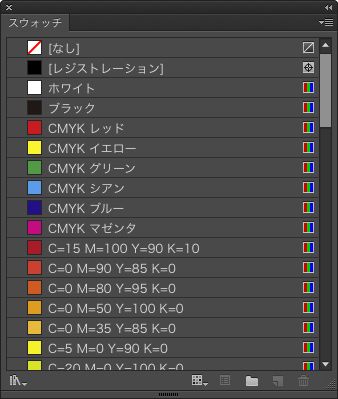 スウォッチ
[なし]
[レジストレーション]
ホワイト
ブラック
CMYK レッド
CMYK イエロー
CMYK グリーン
CMYK シアン
CMYK ブルー
CMYK マゼンタ
C=15 M=100 Y=90 K=10
C=0 M=90 Y=85 K=0
C=0 M=80 Y=95 K=0
C=0 M=50 Y=100 K=0
C=0 M=35 Y=85 K=0
C=5 M=0 Y=90 K=0
C=20 M=0 Y=100 K=0